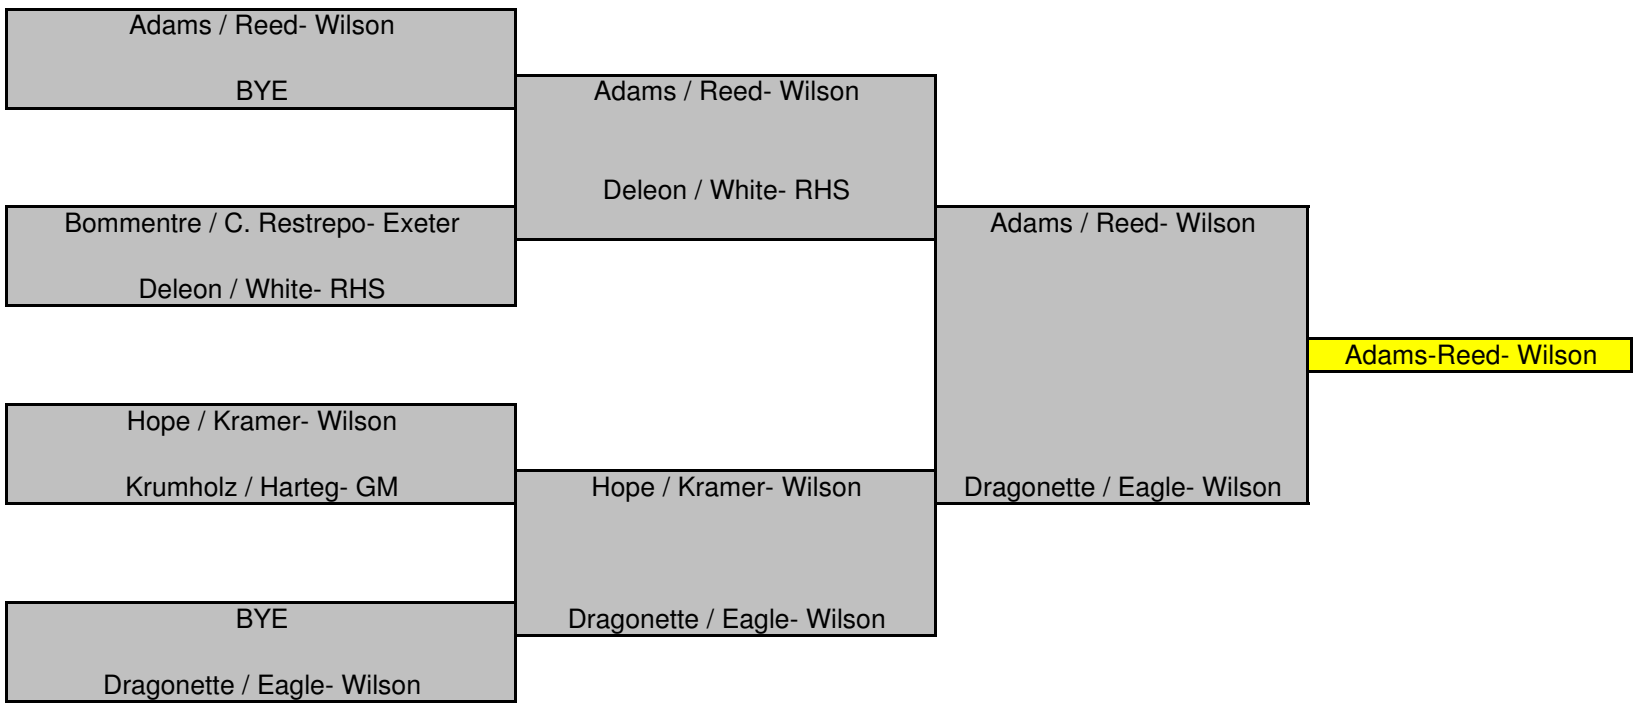 Adams / Reed- Wilson
BYE
Bommentre / C. Restrepo- Exeter
Deleon / White- RHS
Hope / Kramer- Wilson
Krumholz / Harteg- GM
BYE
Dragonette / Eagle- Wilson
Adams / Reed- Wilson
Deleon / White- RHS
Hope / Kramer- Wilson
Dragonette / Eagle- Wilson
Adams / Reed- Wilson
Dragonette / Eagle- Wilson
Adams-Reed- Wilson